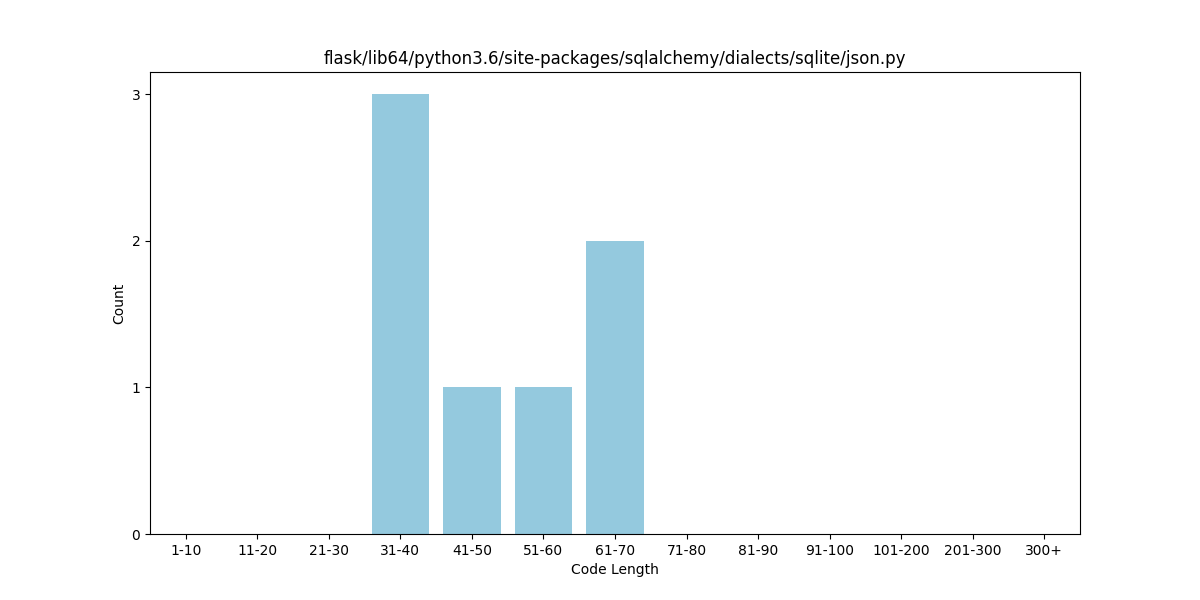 flask/lib64/python3.6/site-packages/sqlalchemy/dialects/sqlite/json.py
3
2
1
0
Count
1-10 11-20 21-30 31-40 41-50 51-60 61-70 71-80 81-90 91-100 101-200 201-300 300+
Code Length